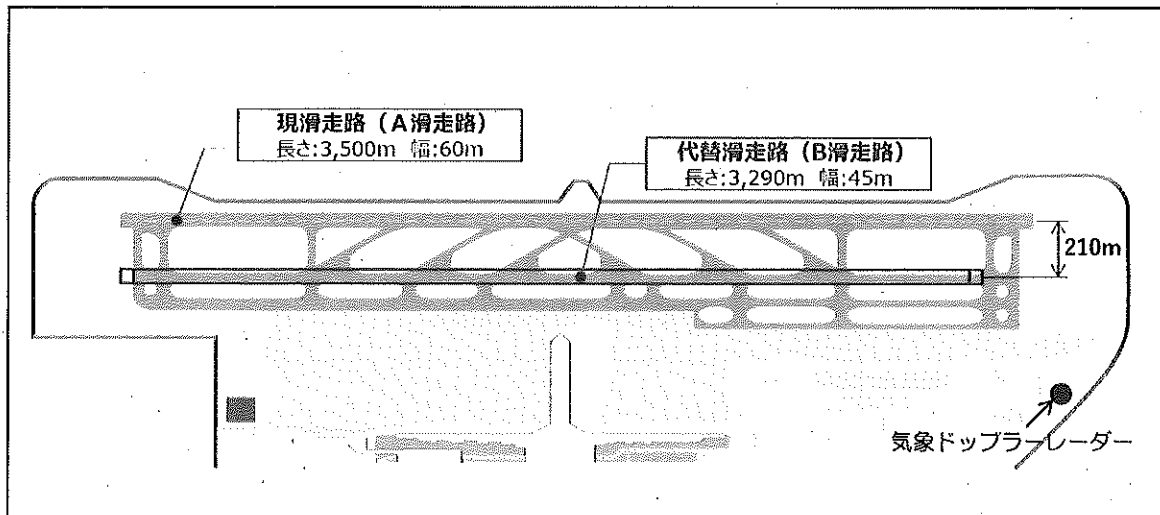 現滑走路（A滑走路）
長さ:3,500m 幅:60m
代替滑走路（B滑走路）
長さ:3,290m 幅:45m
210m
気象ドップラーレーダー